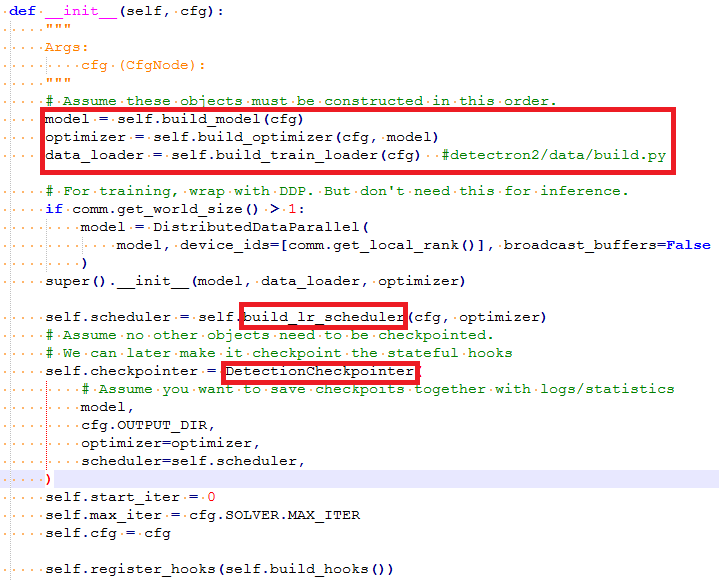 def __init__(self, cfg):
    """
    Args:
        cfg (CfgNode):
    """
    # Assume these objects must be constructed in this order.
    model = self.build_model(cfg)
    optimizer = self.build_optimizer(cfg, model)
    data_loader = self.build_train_loader(cfg)  #detectron2/data/build.py
    # For training, wrap with DDP. But don't need this for inference.
    if comm.get_world_size() > 1:
        model = DistributedDataParallel(
            model, device_ids=[comm.get_local_rank()], broadcast_buffers=False
        )
    super().__init__(model, data_loader, optimizer)
    self.scheduler = self.build_lr_scheduler(cfg, optimizer)
    # Assume no other objects need to be checkpointed.
    # We can later make it checkpoint the stateful hooks
    self.checkpointer = DetectionCheckpointer(
        # Assume you want to save checkpoits together with logs/statistics
        model,
        cfg.OUTPUT_DIR,
        optimizer=optimizer,
        scheduler=self.scheduler,
    )
    self.start_iter = 0
    self.max_iter = cfg.SOLVER.MAX_ITER
    self.cfg = cfg
    self.register_hooks(self.build_hooks())